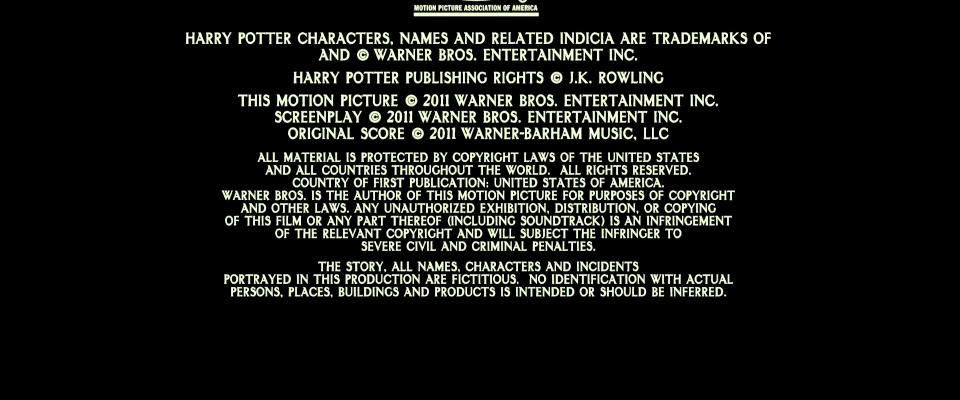 MOTION PICTURE ASSOCIATION OF AMERICA
HARRY POTTER CHARACTERS, NAMES AND RELATED INDICIA ARE TRADEMARKS OF
AND © WARNER BROS. ENTERTAINMENT INC.
HARRY POTTER PUBLISHING RIGHTS © J.K. ROWLING
THIS MOTION PICTURE © 2011 WARNER BROS. ENTERTAINMENT INC.
SCREENPLAY © 2011 WARNER BROS. ENTERTAINMENT INC.
ORIGINAL SCORE © 2011 WARNER-BARHAM MUSIC, LLC
ALL MATERIAL IS PROTECTED BY COPYRIGHT LAWS OF THE UNITED STATES
AND ALL COUNTRIES THROUGHOUT THE WORLD. ALL RIGHTS RESERVED.
COUNTRY OF FIRST PUBLICATION: UNITED STATES OF AMERICA.
WARNER BROS. IS THE AUTHOR OF THIS MOTION PICTURE FOR PURPOSES OF COPYRIGHT
AND OTHER LAWS. ANY UNAUTHORIZED EXHIBITION, DISTRIBUTION, OR COPYING
OF THIS FILM OR ANY PART THEREOF (INCLUDING SOUNDTRACK) IS AN INFRINGEMENT
OF THE RELEVANT COPYRIGHT AND WILL SUBJECT THE INFRINGER TO
SEVERE CIVIL AND CRIMINAL PENALTIES.
THE STORY, ALL NAMES, CHARACTERS AND INCIDENTS
PORTRAYED IN THIS PRODUCTION ARE FICTITIOUS. NO IDENTIFICATION WITH ACTUAL
PERSONS, PLACES, BUILDINGS AND PRODUCTS IS INTENDED OR SHOULD BE INFERRED.